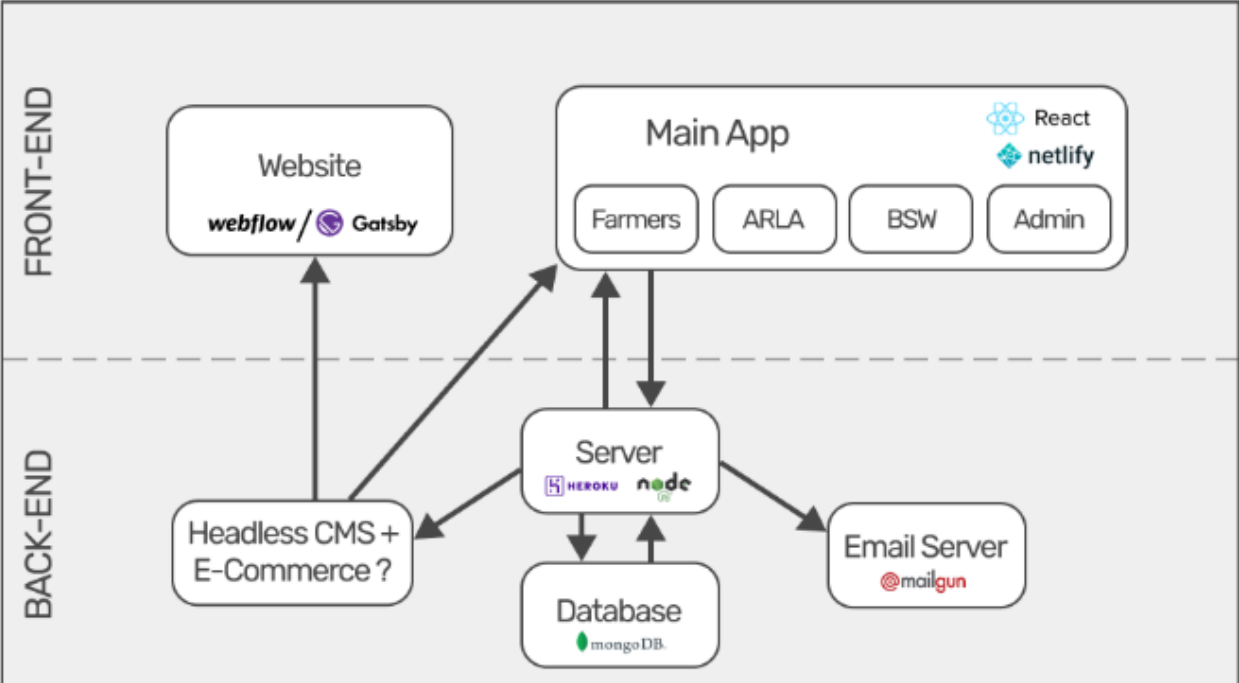 FRONT-END
Website
webflow / Gatsby
Main App
React
netlify
Farmers
ARLA
BSW
Admin
BACK-END
Headless CMS +
E-Commerce ?
Server
HEROKU node
JS
Database
mongoDB.
Email Server
@mailgun